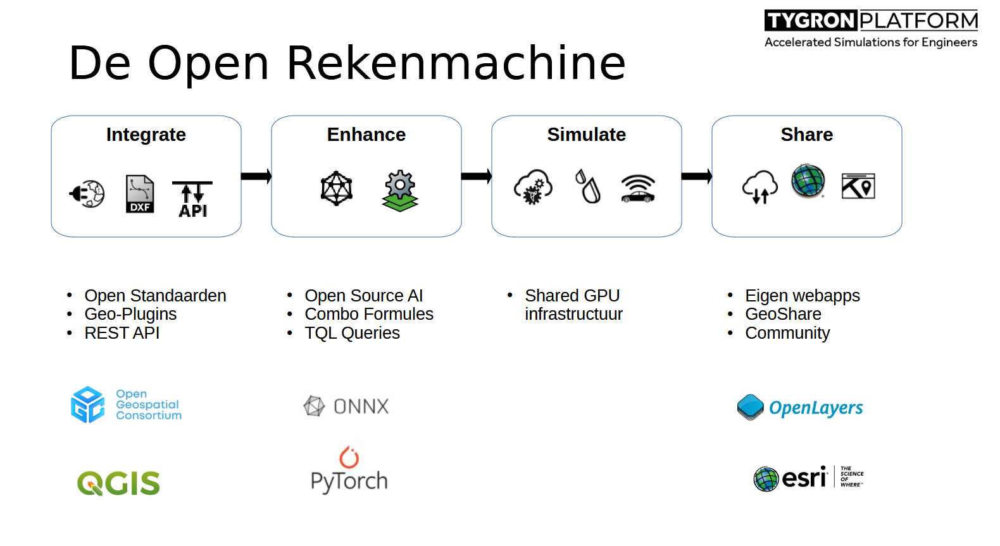 TYGRON PLATFORM
Accelerated Simulations for Engineers
De Open Rekenmachine
Integrate
DXF
API
Enhance
Simulate
Share
• Open Standaarden
• Geo-Plugins
• REST API
• Open Source AI
• Combo Formules
• TQL Queries
• Shared GPU
infrastructuur
• Eigen webapps
• GeoShare
• Community
OGC
Open
Geospatial
Consortium
ONNX
OpenLayers
QGIS
PyTorch
esri
THE
SCIENCE
OF
WHERE™